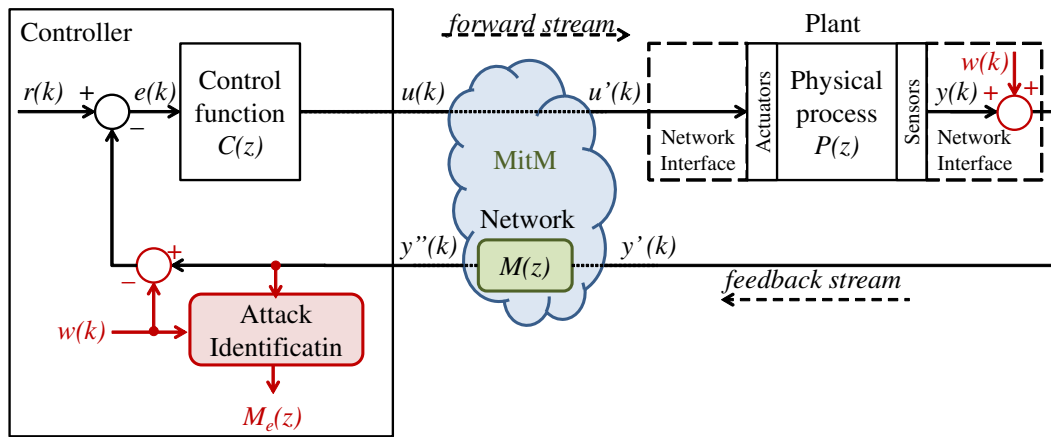 Controller
forward stream
Plant
r(k)
+
−
e(k)
Control
function
C(z)
u(k)
u'(k)
Network
Interface
Actuators
Physical
process
P(z)
Sensors
y(k)
w(k)
+
+
Network
Interface
MitM
Network
M(z)
y''(k)
y'(k)
feedback stream
+
−
w(k)
Attack
Identificatin
Me(z)